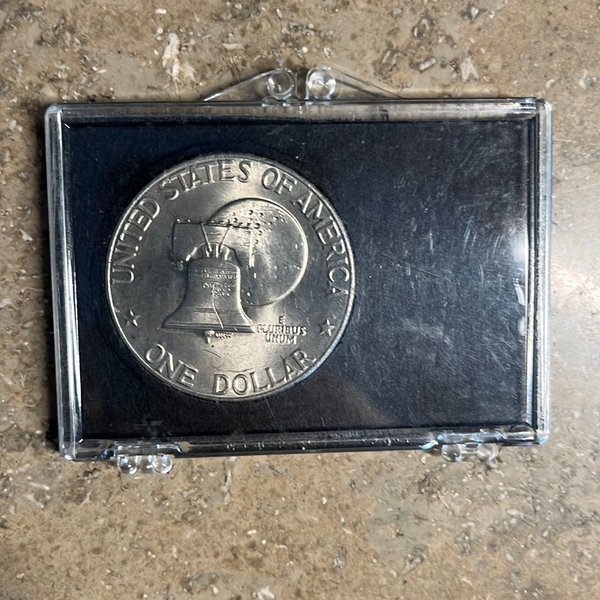 UNITED STATES OF AMERICA
E
PLURIBUS
UNUM
ONE DOLLAR